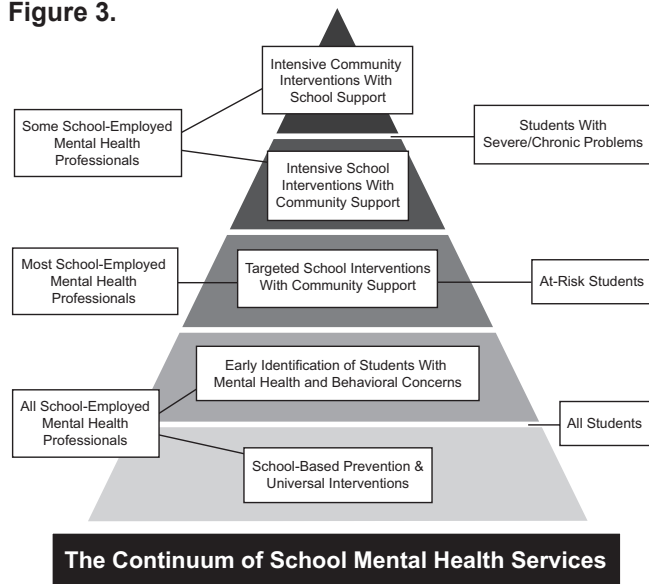 Figure 3.
Intensive Community
Interventions With
School Support
Some School-Employed
Mental Health
Professionals
Students With
Severe/Chronic Problems
Intensive School
Interventions With
Community Support
Most School-Employed
Mental Health
Professionals
Targeted School Interventions
With Community Support
At-Risk Students
Early Identification of Students With
Mental Health and Behavioral Concerns
All School-Employed
Mental Health
Professionals
All Students
School-Based Prevention &
Universal Interventions
The Continuum of School Mental Health Services